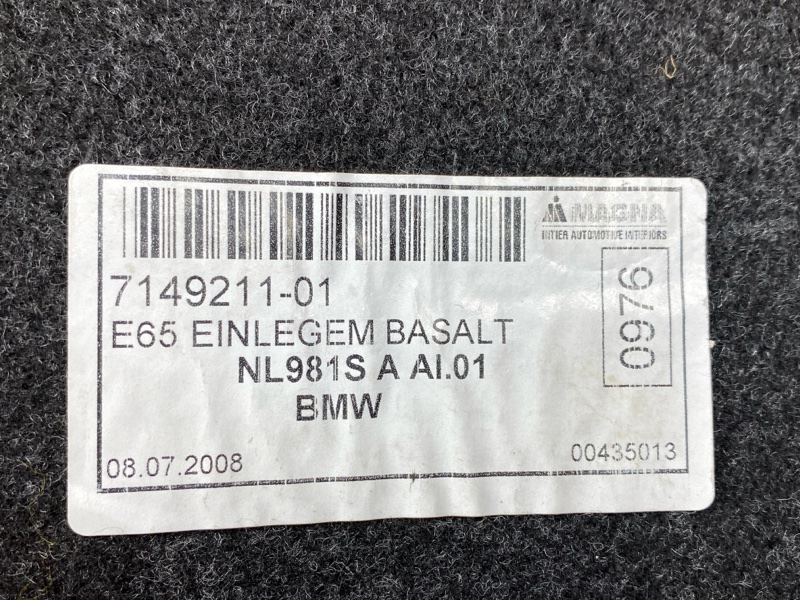 MAGNA
INTIER AUTOMOTIVE INTERIORS
7149211-01
E65 EINLEGEM BASALT
NL981S A AI.01
BMW
0976
08.07.2008
00435013